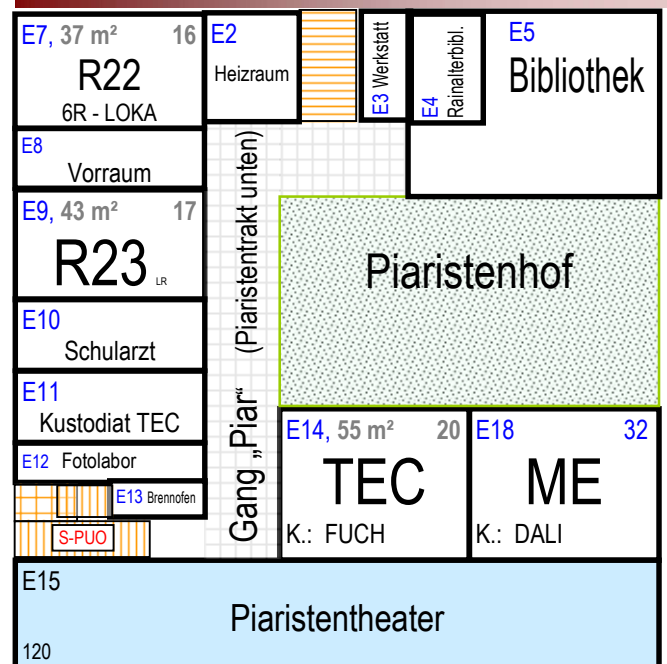 E7, 37 m² 16
R22
6R - LOKA
E2
Heizraum
E3 Werkstatt
E4
Rainalterbibl.
E5
Bibliothek
E8
Vorraum
E9, 43 m² 17
R23 LR
E10
Schularzt
E11
Kustodiat TEC
E12 Fotolabor
E13 Brennofen
S-PUO
Gang „Piar“ (Piaristentrakt unten)
Piaristenhof
E14, 55 m² 20
TEC
K.: FUCH
E18 32
ME
K.: DALI
E15
Piaristentheater
120